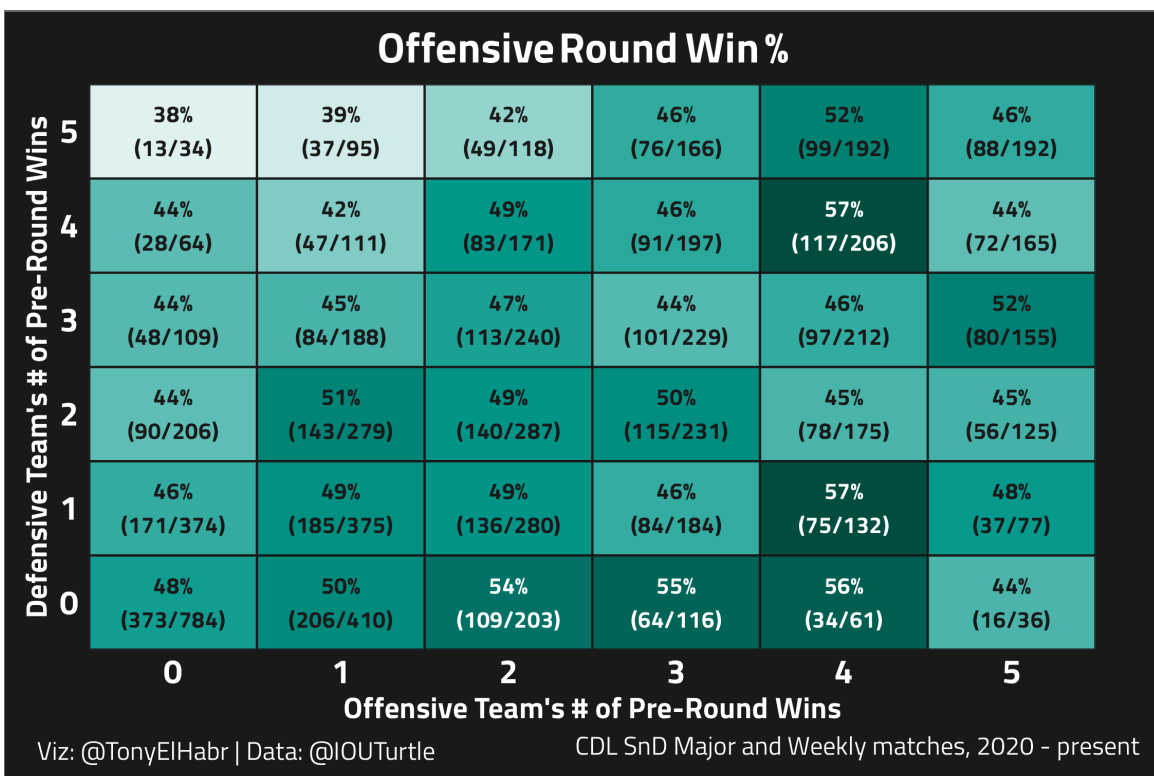 Offensive Round Win %
Defensive Team's # of Pre-Round Wins
5
38% 39% 42% 46% 52% 46%
(13/34) (37/95) (49/118) (76/166) (99/192) (88/192)
4
44% 42% 49% 46% 57% 44%
(28/64) (47/111) (83/171) (91/197) (117/206) (72/165)
3
44% 45% 47% 44% 46% 52%
(48/109) (84/188) (113/240) (101/229) (97/212) (80/155)
2
44% 51% 49% 50% 45% 45%
(90/206) (143/279) (140/287) (115/231) (78/175) (56/125)
1
46% 49% 49% 46% 57% 48%
(171/374) (185/375) (136/280) (84/184) (75/132) (37/77)
0
48% 50% 54% 55% 56% 44%
(373/784) (206/410) (109/203) (64/116) (34/61) (16/36)
0 1 2 3 4 5
Offensive Team's # of Pre-Round Wins
Viz: @TonyElHabr | Data: @IOUTurtle
CDL SnD Major and Weekly matches, 2020 - present